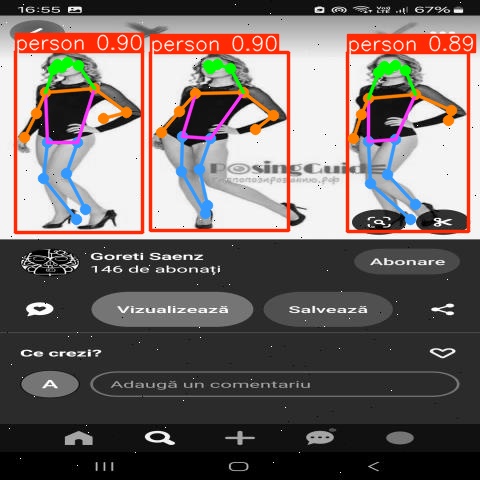 16:55
67%
person 0.90
person 0.90
person 0.89
PosingGuide
Goreti Saenz
146 de abonați
Abonare
Vizualizează
Salvează
Ce crezi?
A
Adaugă un comentariu